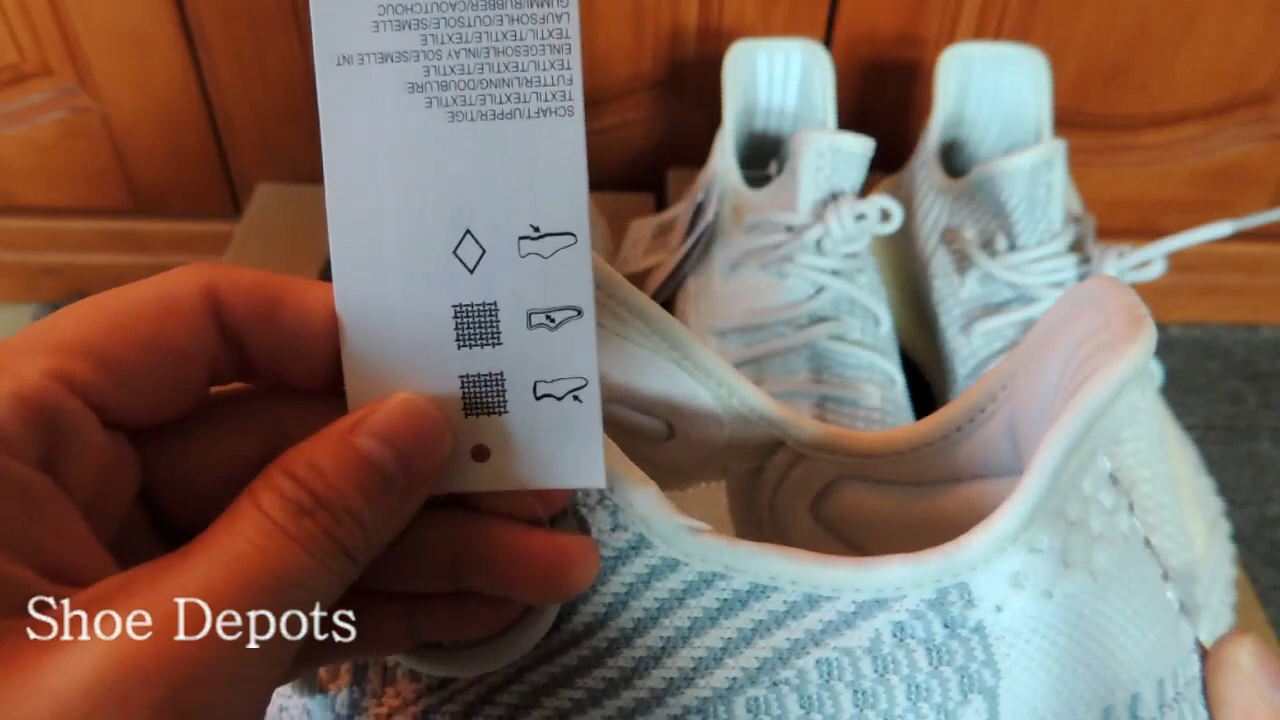 SCHAFT/UPPER/TIGE:
TEXTIL/TEXTILE/TEXTILE
FUTTER/LINING/DOUBLURE:
TEXTIL/TEXTILE/TEXTILE
EINLEGESOHLE/INLAY SOLE/SEMELLE INT
TEXTIL/TEXTILE/TEXTILE
LAUFSOHLE/OUTSOLE/SEMELLE
GUMMI/RUBBER/CAOUTCHOUC
Shoe Depots